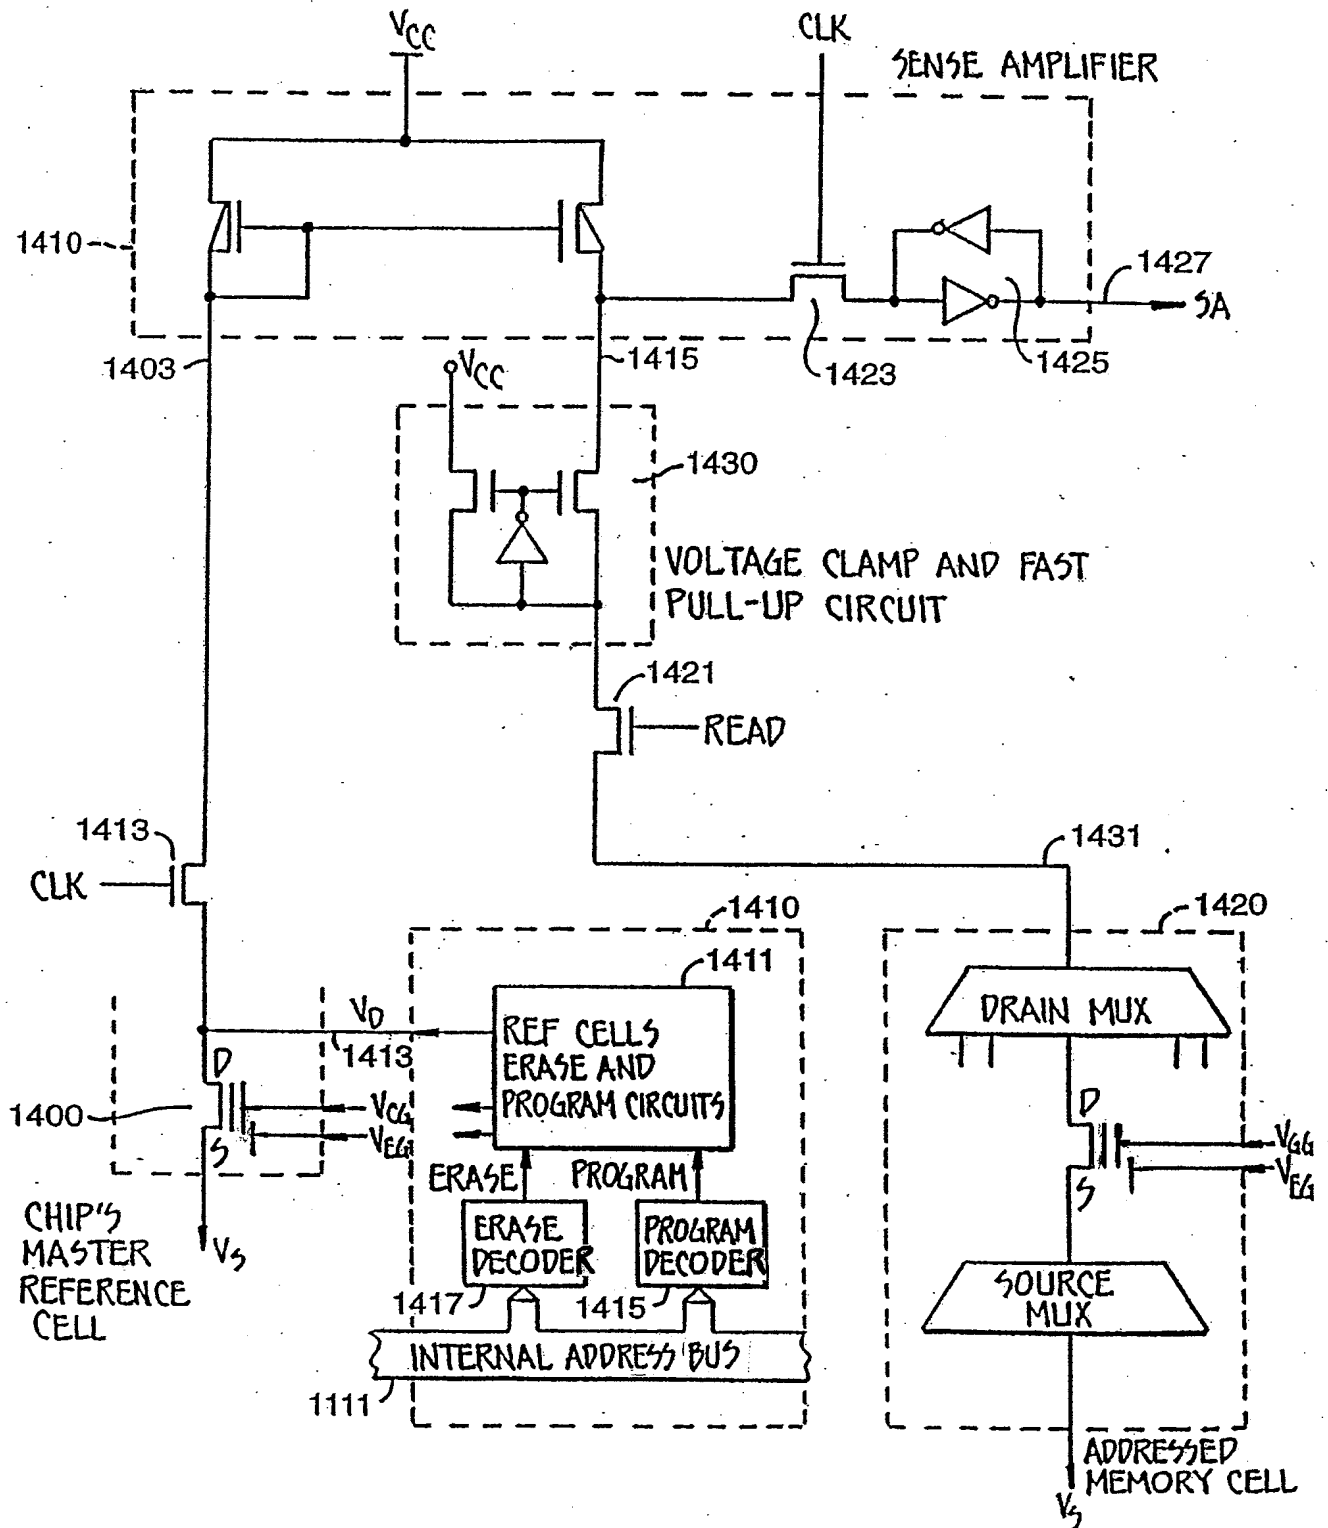 VCC
CLK
SENSE AMPLIFIER
1410
1427
SA
1403
1415
1423
1425
VCC
1430
VOLTAGE CLAMP AND FAST
PULL-UP CIRCUIT
1421
READ
1413
CLK
1431
1410
1420
1411
DRAIN MUX
VD
1413
REF CELLS
ERASE AND
PROGRAM CIRCUITS
D
1400
VCG
VEG
S
D
VGG
VEG
S
ERASE
PROGRAM
CHIP'S
MASTER
REFERENCE
CELL
VS
ERASE
DECODER
PROGRAM
DECODER
1417
1415
SOURCE
MUX
INTERNAL ADDRESS BUS
1111
ADDRESSED
MEMORY CELL
VS